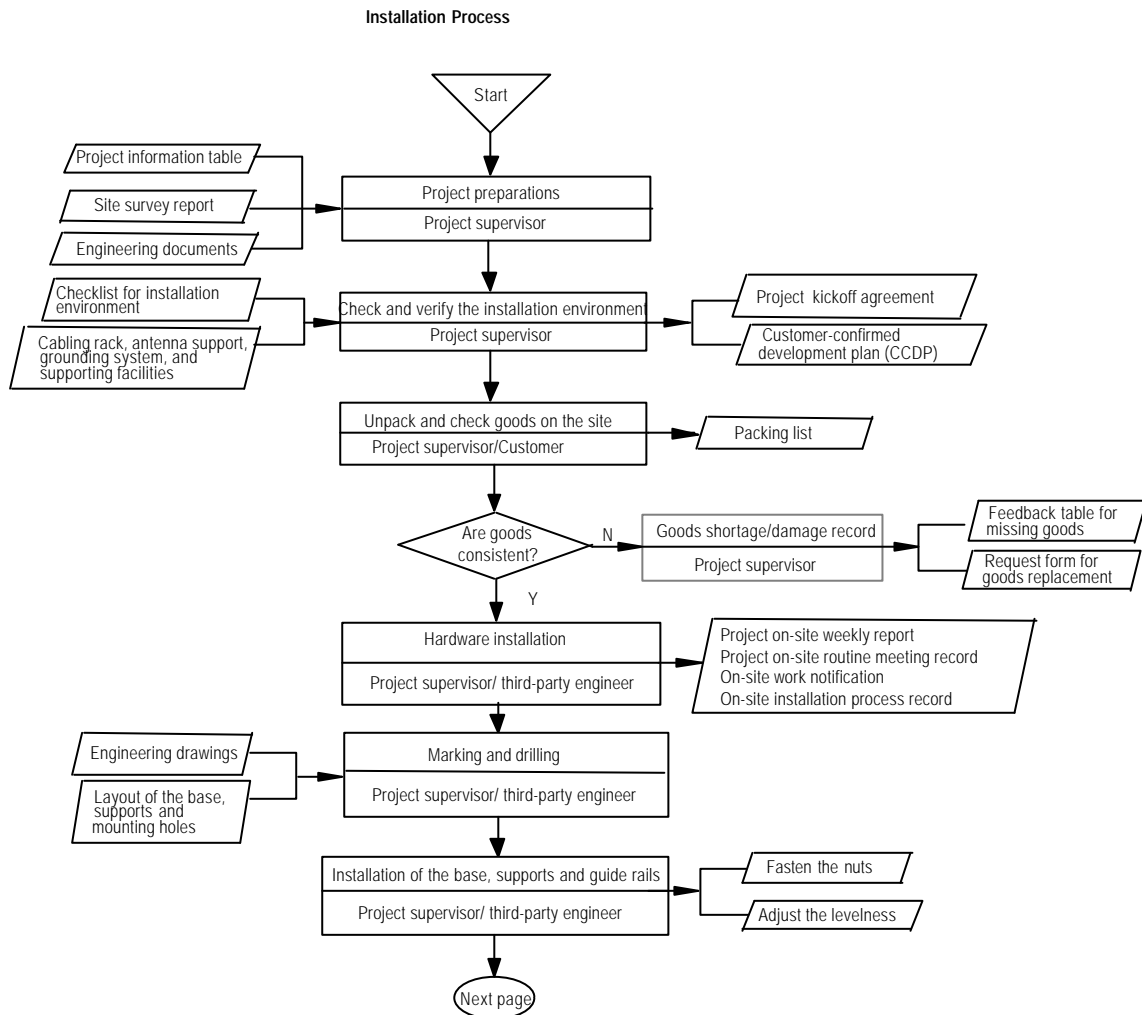 Installation Process
Start
Project information table
Site survey report
Engineering documents
Project preparations
Project supervisor
Checklist for installation
environment
Cabling rack, antenna support,
grounding system, and
supporting facilities
Check and verify the installation environment
Project supervisor
Project kickoff agreement
Customer-confirmed
development plan (CCDP)
Unpack and check goods on the site
Project supervisor/Customer
Packing list
Are goods
consistent?
N
Goods shortage/damage record
Project supervisor
Feedback table for
missing goods
Request form for
goods replacement
Y
Hardware installation
Project supervisor/ third-party engineer
Project on-site weekly report
Project on-site routine meeting record
On-site work notification
On-site installation process record
Engineering drawings
Layout of the base,
supports and
mounting holes
Marking and drilling
Project supervisor/ third-party engineer
Installation of the base, supports and guide rails
Project supervisor/ third-party engineer
Fasten the nuts
Adjust the levelness
Next page